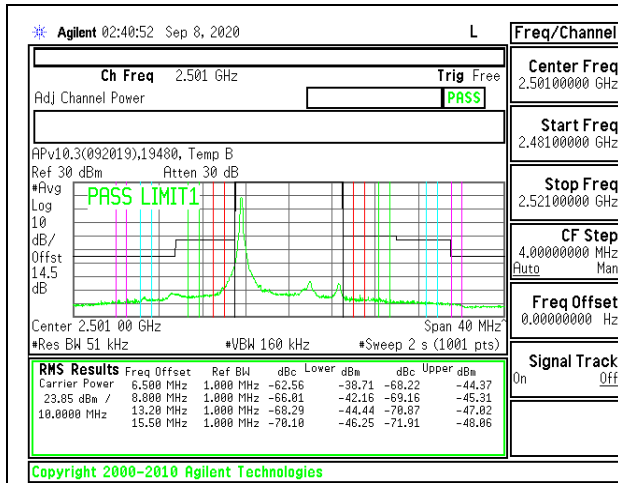 Agilent 02:40:52 Sep 8, 2020 L
Freq/Channel
Ch Freq 2.501 GHz Trig Free
Adj Channel Power PASS
Center Freq
2.50100000 GHz
Start Freq
2.48100000 GHz
Stop Freq
2.52100000 GHz
CF Step
4.00000000 MHz
Auto Man
Freq Offset
0.00000000 Hz
Signal Track
On Off
APv10.3(092019),19480, Temp B
Ref 30 dBm Atten 30 dB
#Avg
Log
10
dB/
Offst
14.5
dB
PASS LIMIT1
Center 2.501 00 GHz Span 40 MHz
#Res BW 51 kHz #VBW 160 kHz #Sweep 2 s (1001 pts)
RMS Results Freq Offset Ref BW dBc Lower dBm dBc Upper dBm
Carrier Power 6.500 MHz 1.000 MHz -62.56 -38.71 -68.22 -44.37
23.85 dBm / 8.800 MHz 1.000 MHz -66.01 -42.16 -69.16 -45.31
10.0000 MHz 13.20 MHz 1.000 MHz -68.29 -44.44 -70.87 -47.02
15.50 MHz 1.000 MHz -70.10 -46.25 -71.91 -48.06
Copyright 2000-2010 Agilent Technologies